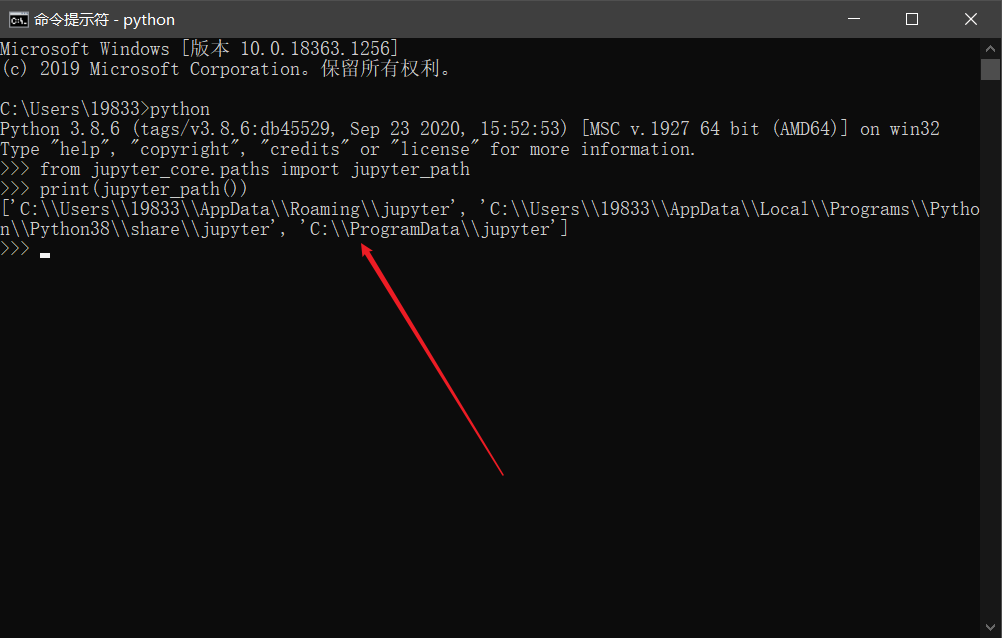 命令提示符 - python
Microsoft Windows [版本 10.0.18363.1256]
(c) 2019 Microsoft Corporation。保留所有权利。
C:\Users\19833>python
Python 3.8.6 (tags/v3.8.6:db45529, Sep 23 2020, 15:52:53) [MSC v.1927 64 bit (AMD64)] on win32
Type "help", "copyright", "credits" or "license" for more information.
>>> from jupyter_core.paths import jupyter_path
>>> print(jupyter_path())
['C:\\Users\\19833\\AppData\\Roaming\\jupyter', 'C:\\Users\\19833\\AppData\\Local\\Programs\\Pytho
n\\Python38\\share\\jupyter', 'C:\\ProgramData\\jupyter']
>>>